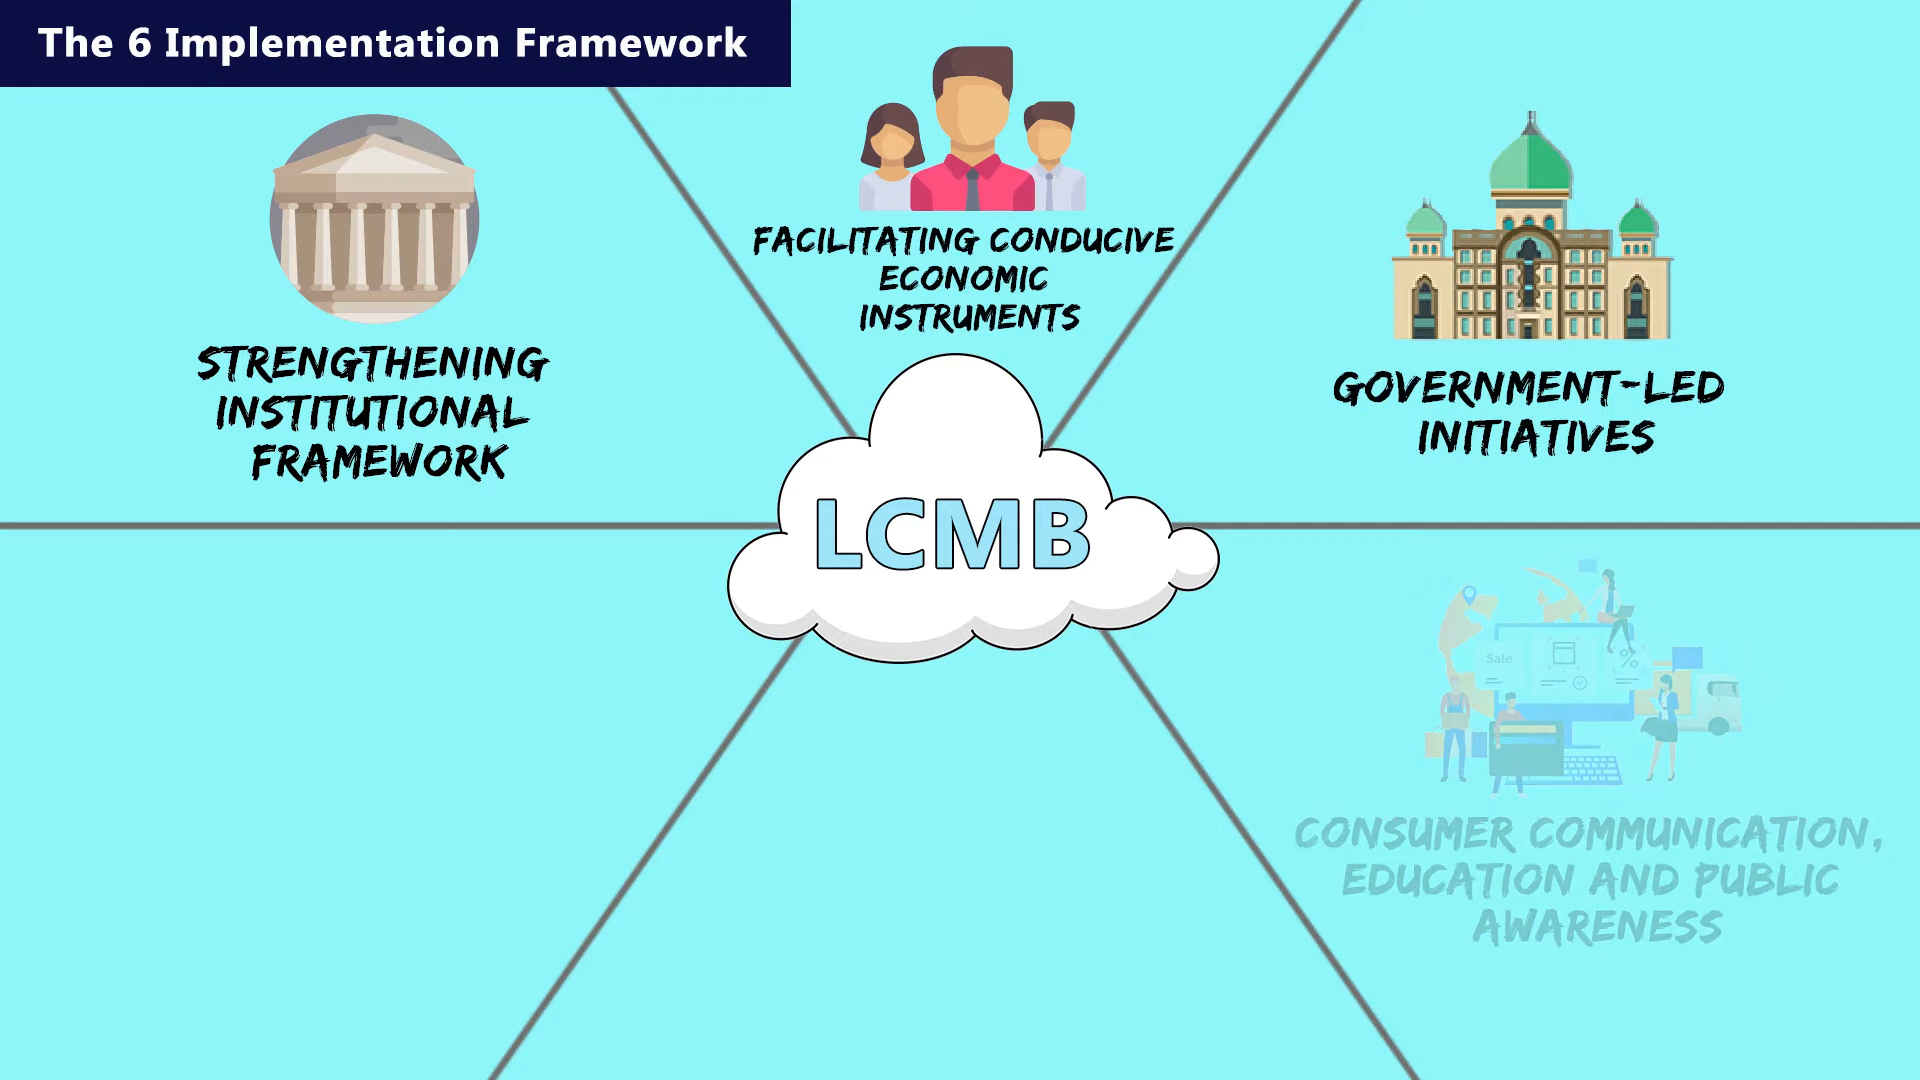 The 6 Implementation Framework
STRENGTHENING
INSTITUTIONAL
FRAMEWORK
FACILITATING CONDUCIVE
ECONOMIC
INSTRUMENTS
GOVERNMENT-LED
INITIATIVES
LCMB
Sale
%
CONSUMER COMMUNICATION,
EDUCATION AND PUBLIC
AWARENESS